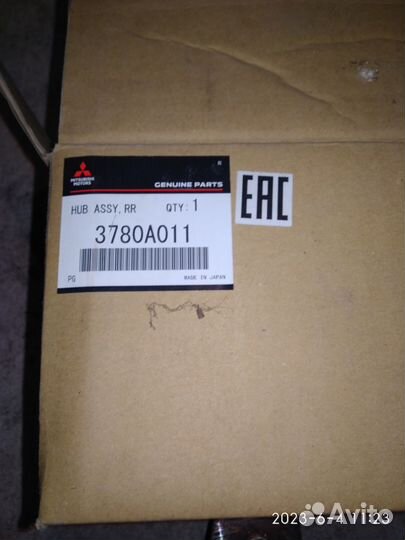 MITSUBISHI
MOTORS
R
GENUINE PARTS
HUB ASSY, RR QTY: 1
3780A011
PG MADE IN JAPAN
EAC
2023-6-4 11:23
Avito